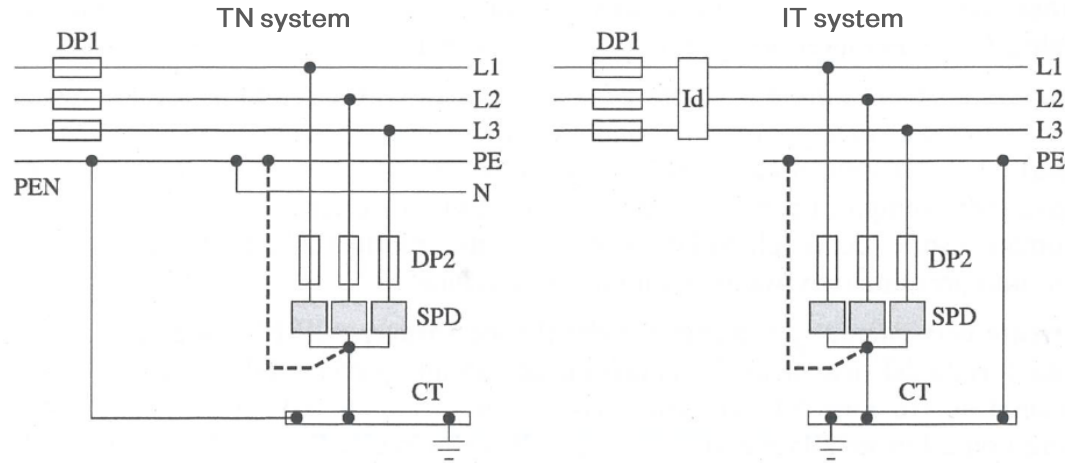 TN system
DP1
L1
L2
L3
PE
PEN
N
DP2
SPD
CT
IT system
DP1
Id
L1
L2
L3
PE
DP2
SPD
CT